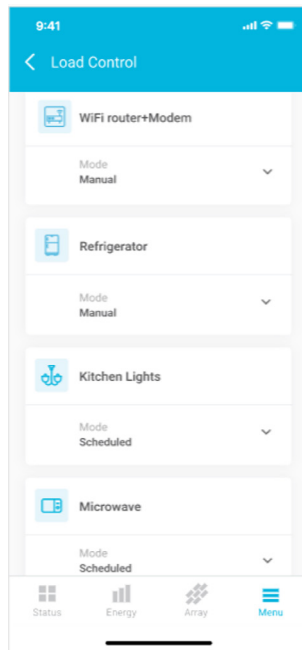 9:41
Load Control
WiFi router+Modem
Mode
Manual
Refrigerator
Mode
Manual
Kitchen Lights
Mode
Scheduled
Microwave
Mode
Scheduled
Status Energy Array Menu